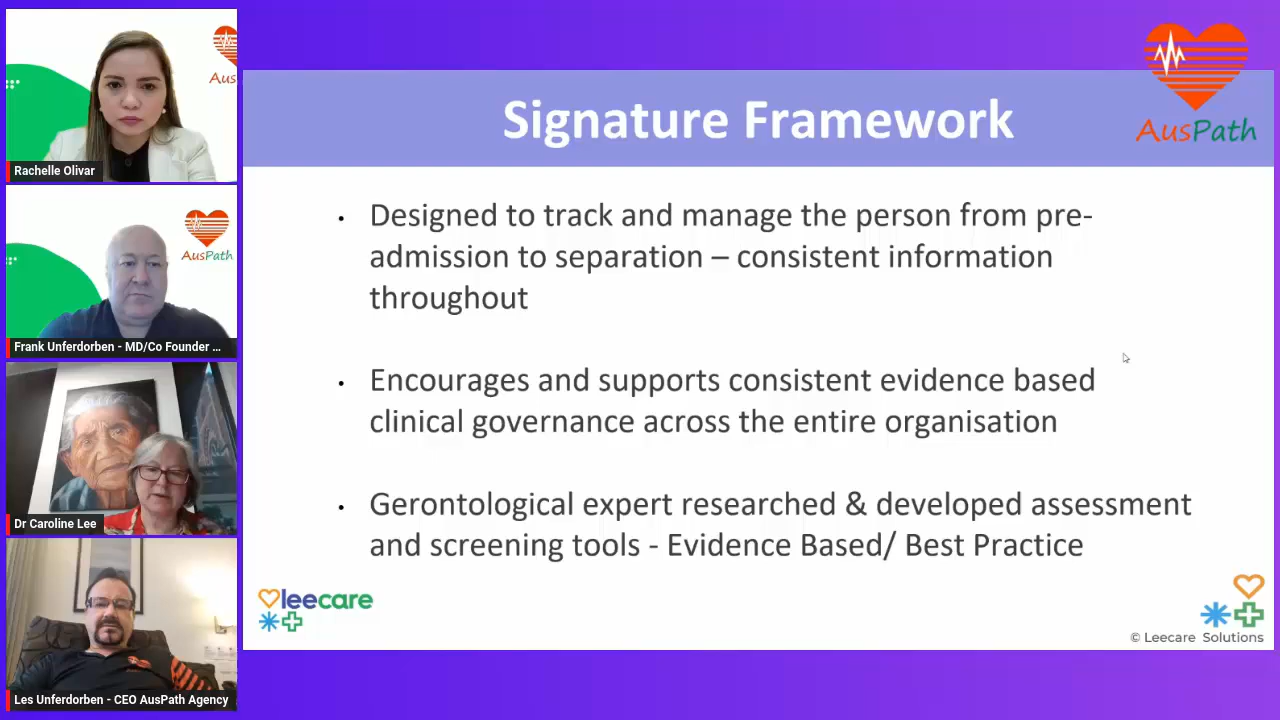 Aus
Rachelle Olivar
AusPath
Frank Unferdorben - MD/Co Founder ...
Dr Caroline Lee
Les Unferdorben - CEO AusPath Agency
Signature Framework
AusPath
• Designed to track and manage the person from pre-
admission to separation – consistent information
throughout
• Encourages and supports consistent evidence based
clinical governance across the entire organisation
• Gerontological expert researched & developed assessment
and screening tools - Evidence Based/ Best Practice
leecare
© Leecare Solutions